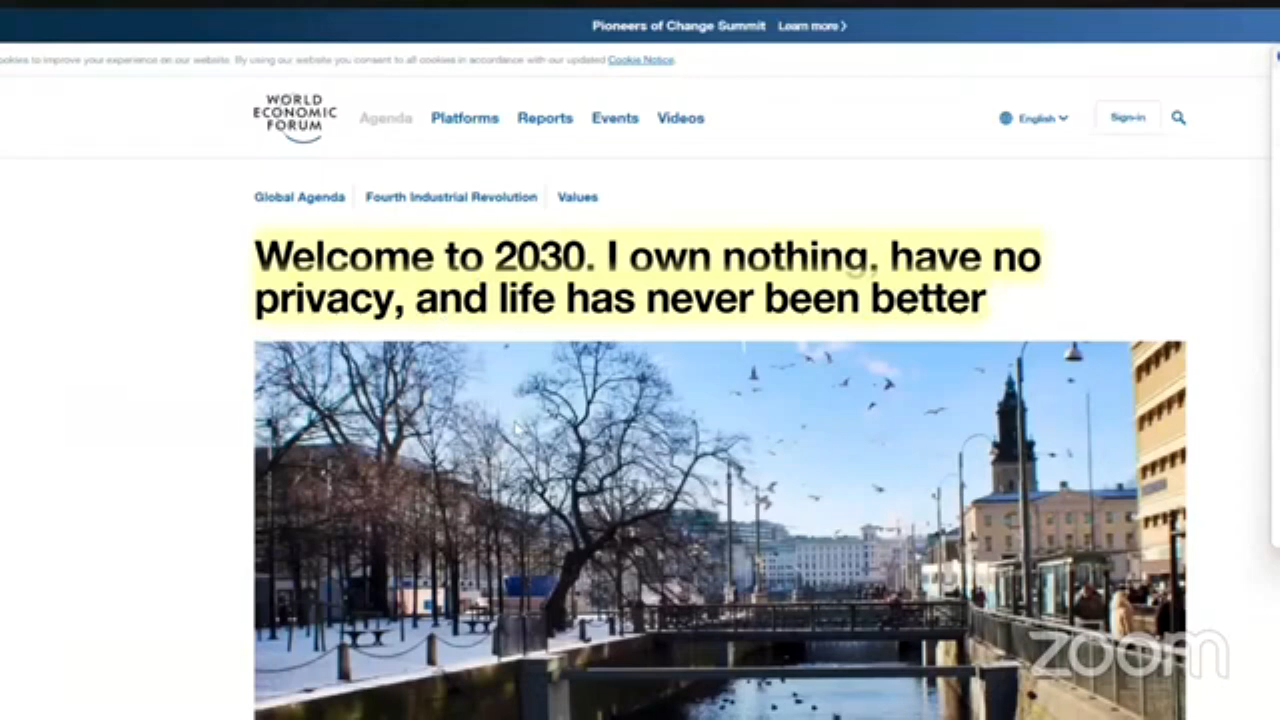 Pioneers of Change Summit Learn more
ookies to improve your experience on our website. By using our website you consent to all cookies in accordance with our updated Cookie Notice.
WORLD
ECONOMIC
FORUM
Agenda Platforms Reports Events Videos
English
Sign-in
Global Agenda Fourth Industrial Revolution Values
Welcome to 2030. I own nothing, have no
privacy, and life has never been better
zoom